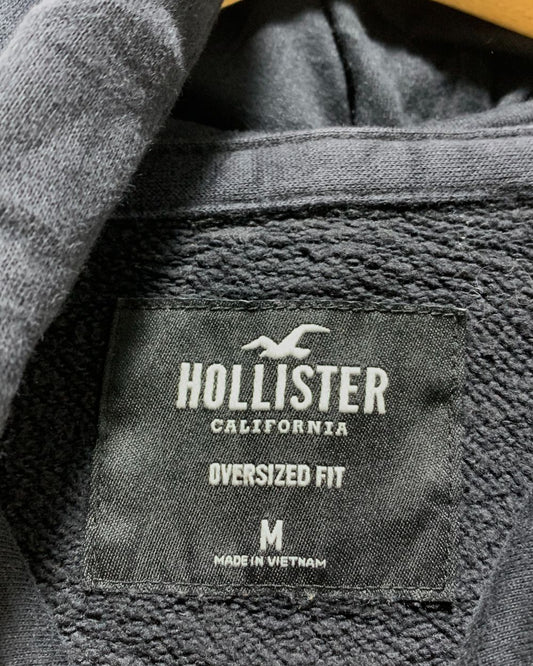 HOLLISTER
CALIFORNIA
OVERSIZED FIT
M
MADE IN VIETNAM